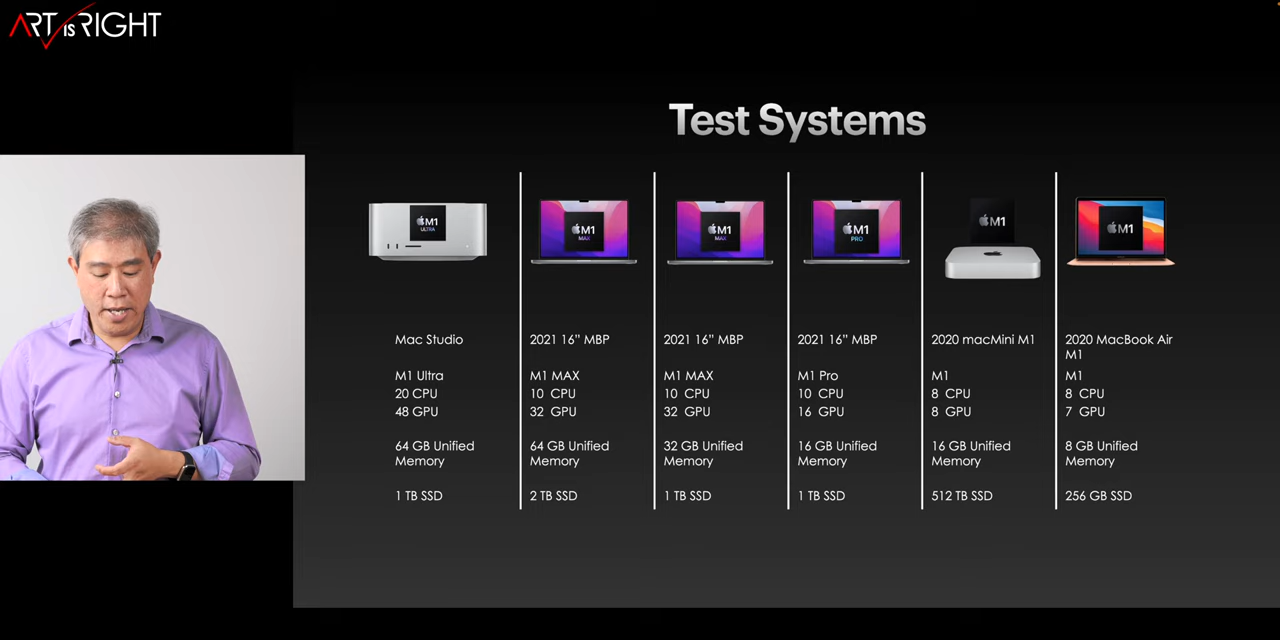 ART IS RIGHT
Test Systems
M1
ULTRA
M1
MAX
M1
MAX
M1
PRO
M1
M1
Mac Studio
M1 Ultra
20 CPU
48 GPU
64 GB Unified
Memory
1 TB SSD
2021 16” MBP
M1 MAX
10 CPU
32 GPU
64 GB Unified
Memory
2 TB SSD
2021 16” MBP
M1 MAX
10 CPU
32 GPU
32 GB Unified
Memory
1 TB SSD
2021 16” MBP
M1 Pro
10 CPU
16 GPU
16 GB Unified
Memory
1 TB SSD
2020 macMini M1
M1
8 CPU
8 GPU
16 GB Unified
Memory
512 TB SSD
2020 MacBook Air
M1
M1
8 CPU
7 GPU
8 GB Unified
Memory
256 GB SSD